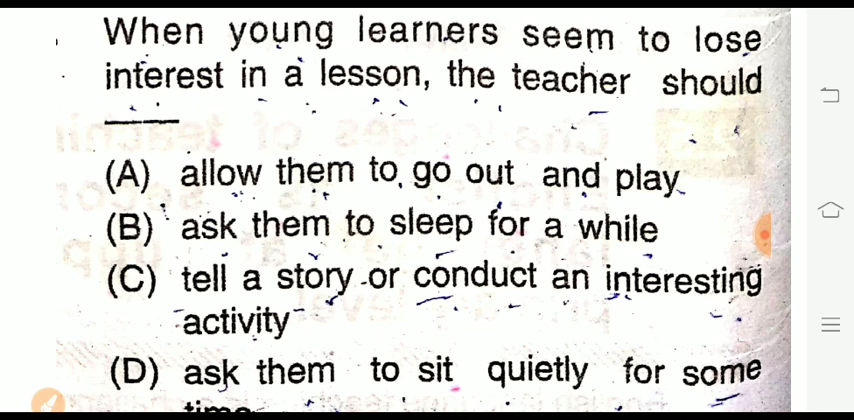 When young learners seem to lose
interest in a lesson, the teacher should
____
(A) allow them to go out and play.
(B) ask them to sleep for a while
(C) tell a story or conduct an interesting
activity
(D) ask them to sit quietly for some
time